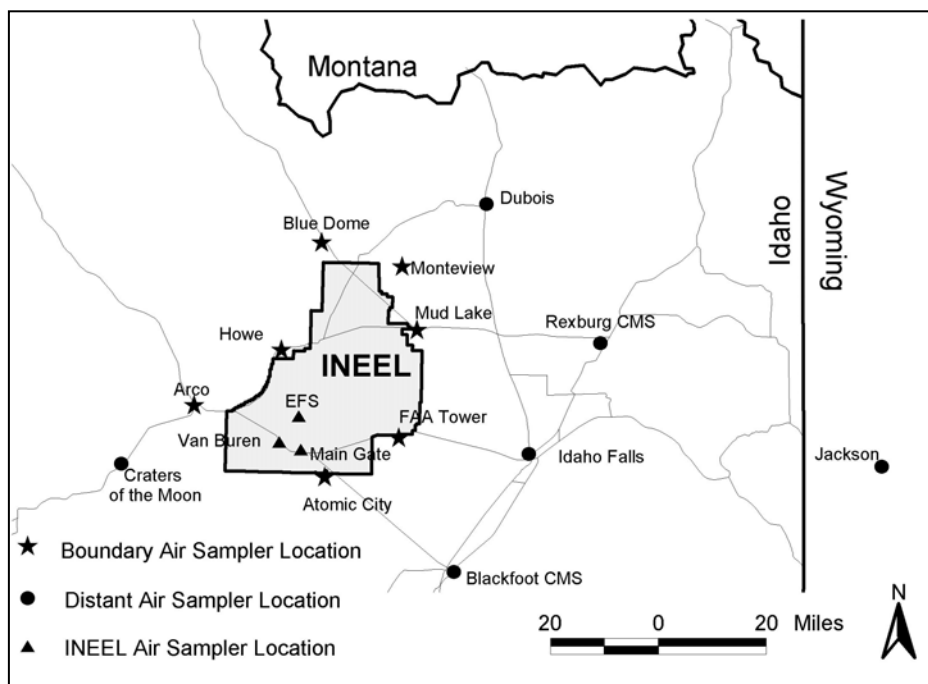 Montana
Idaho
Wyoming
Dubois
Blue Dome
Monteview
Mud Lake
Rexburg CMS
Howe
INEEL
Arco
EFS
FAA Tower
Van Buren
Main Gate
Idaho Falls
Jackson
Craters
of the Moon
Atomic City
Blackfoot CMS
Boundary Air Sampler Location
Distant Air Sampler Location
INEEL Air Sampler Location
20 0 20 Miles
N